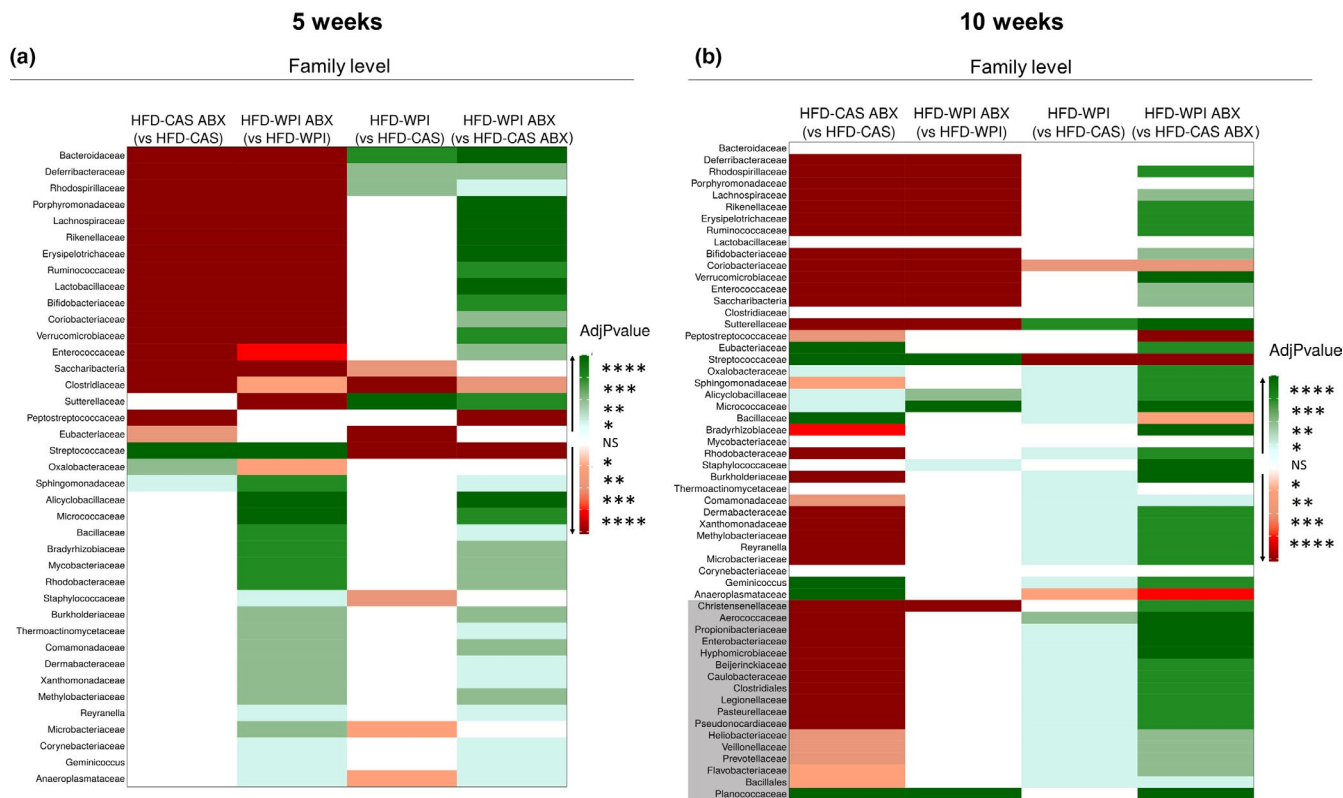 5 weeks
(a)
Family level
HFD-CAS ABX
(vs HFD-CAS)
HFD-WPI ABX
(vs HFD-WPI)
HFD-WPI
(vs HFD-CAS)
HFD-WPI ABX
(vs HFD-CAS ABX)
Bacteroidaceae
Deferribacteraceae
Rhodospirillaceae
Porphyromonadaceae
Lachnospiraceae
Rikenellaceae
Erysipelotrichaceae
Ruminococcaceae
Lactobacillaceae
Bifidobacteriaceae
Coriobacteriaceae
Verrucomicrobiaceae
Enterococcaceae
Saccharibacteria
Clostridiaceae
Sutterellaceae
Peptostreptococcaceae
Eubacteriaceae
Streptococcaceae
Oxalobacteraceae
Sphingomonadaceae
Alicyclobacillaceae
Micrococcaceae
Bacillaceae
Bradyrhizobiaceae
Mycobacteriaceae
Rhodobacteraceae
Staphylococcaceae
Burkholderiaceae
Thermoactinomycetaceae
Comamonadaceae
Dermabacteraceae
Xanthomonadaceae
Methylobacteriaceae
Reyranella
Microbacteriaceae
Corynebacteriaceae
Geminicoccus
Anaeroplasmataceae
AdjPvalue
****
***
**
*
NS
*
**
***
****
10 weeks
(b)
Family level
HFD-CAS ABX
(vs HFD-CAS)
HFD-WPI ABX
(vs HFD-WPI)
HFD-WPI
(vs HFD-CAS)
HFD-WPI ABX
(vs HFD-CAS ABX)
Bacteroidaceae
Deferribacteraceae
Rhodospirillaceae
Porphyromonadaceae
Lachnospiraceae
Rikenellaceae
Erysipelotrichaceae
Ruminococcaceae
Lactobacillaceae
Bifidobacteriaceae
Coriobacteriaceae
Verrucomicrobiaceae
Enterococcaceae
Saccharibacteria
Clostridiaceae
Sutterellaceae
Peptostreptococcaceae
Eubacteriaceae
Streptococcaceae
Oxalobacteraceae
Sphingomonadaceae
Alicyclobacillaceae
Micrococcaceae
Bacillaceae
Bradyrhizobiaceae
Mycobacteriaceae
Rhodobacteraceae
Staphylococcaceae
Burkholderiaceae
Thermoactinomycetaceae
Comamonadaceae
Dermabacteraceae
Xanthomonadaceae
Methylobacteriaceae
Reyranella
Microbacteriaceae
Corynebacteriaceae
Geminicoccus
Anaeroplasmataceae
Christensenellaceae
Aerococcaceae
Propionibacteriaceae
Enterobacteriaceae
Hyphomicrobiaceae
Beijerinckiaceae
Caulobacteraceae
Clostridiales
Legionellaceae
Pasteurellaceae
Pseudonocardiaceae
Heliobacteriaceae
Veillonellaceae
Prevotellaceae
Flavobacteriaceae
Bacillales
Planococcaceae
AdjPvalue
****
***
**
*
NS
*
**
***
****